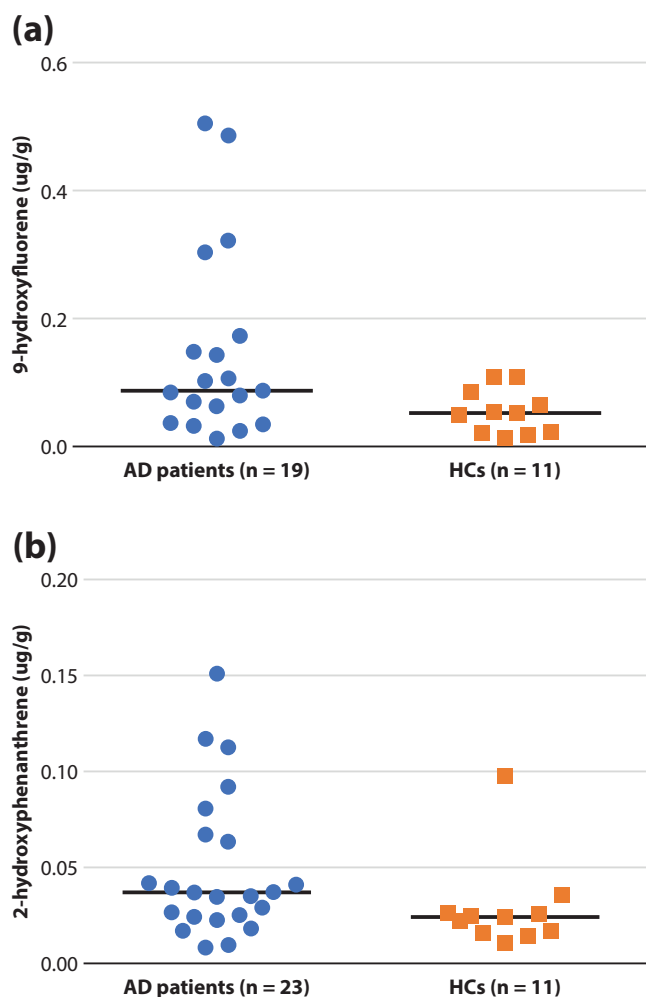 (a)
0.6
0.4
0.2
0.0
9-hydroxyfluorene (ug/g)
AD patients (n = 19)
HCs (n = 11)
(b)
0.20
0.15
0.10
0.05
0.00
2-hydroxyphenanthrene (ug/g)
AD patients (n = 23)
HCs (n = 11)